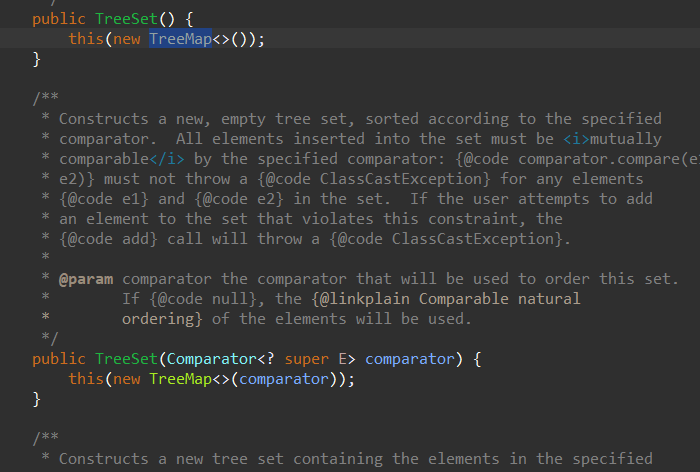 */
public TreeSet() {
this(new TreeMap<>());
}
/**
* Constructs a new, empty tree set, sorted according to the specified
* comparator.  All elements inserted into the set must be <i>mutually
* comparable</i> by the specified comparator: {@code comparator.compare(e
* e2)} must not throw a {@code ClassCastException} for any elements
* {@code e1} and {@code e2} in the set.  If the user attempts to add
* an element to the set that violates this constraint, the
* {@code add} call will throw a {@code ClassCastException}.
*
* @param comparator the comparator that will be used to order this set.
*        If {@code null}, the {@linkplain Comparable natural
*        ordering} of the elements will be used.
*/
public TreeSet(Comparator<? super E> comparator) {
this(new TreeMap<>(comparator));
}
/**
* Constructs a new tree set containing the elements in the specified